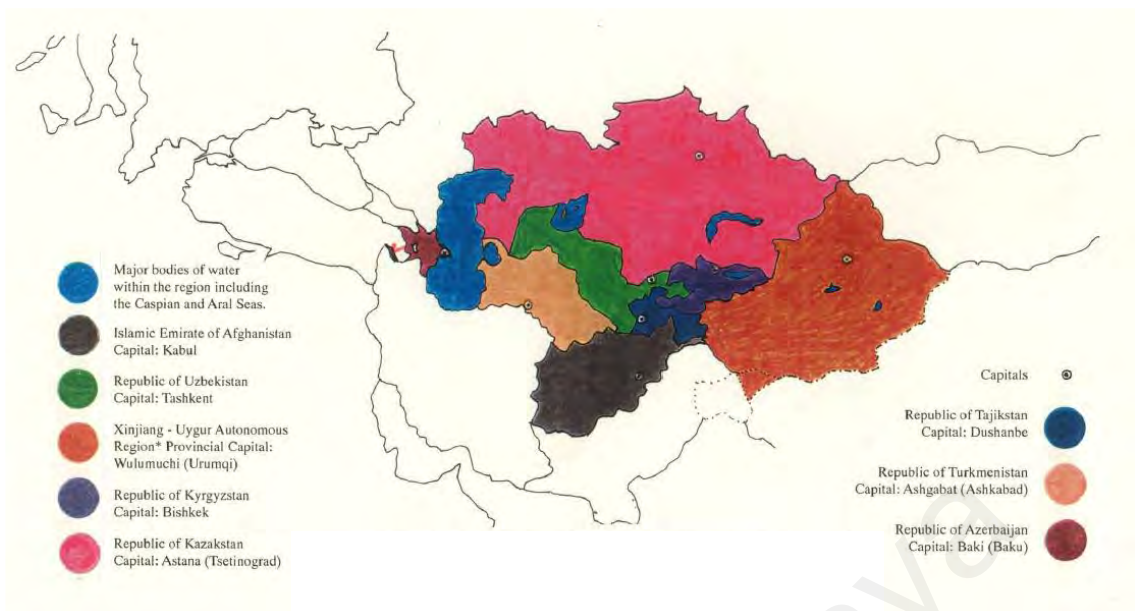 Major bodies of water
within the region including
the Caspian and Aral Seas.
Islamic Emirate of Afghanistan
Capital: Kabul
Republic of Uzbekistan
Capital: Tashkent
Xinjiang - Uygur Autonomous
Region* Provincial Capital:
Wulumuchi (Urumqi)
Republic of Kyrgyzstan
Capital: Bishkek
Republic of Kazakstan
Capital: Astana (Tsetinograd)
Capitals
Republic of Tajikstan
Capital: Dushanbe
Republic of Turkmenistan
Capital: Ashgabat (Ashkabad)
Republic of Azerbaijan
Capital: Baki (Baku)